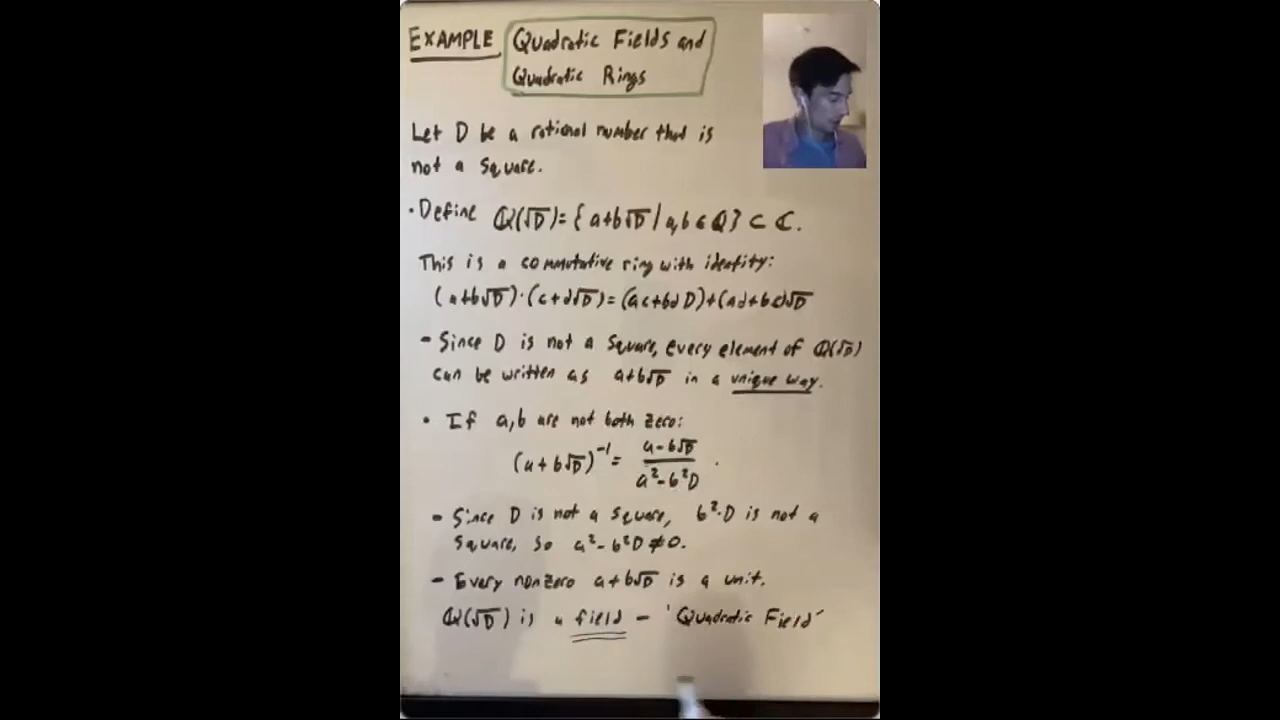 EXAMPLE Quadratic Fields and
Quadratic Rings
Let D be a rational number that is
not a square.
• Define ℚ(√D) = { a+b√D | a,b ∈ ℚ } ⊂ ℂ.
This is a commutative ring with identity:
(a+b√D)·(c+d√D) = (ac+bdD)+(ad+bc)√D
- Since D is not a square, every element of ℚ(√D)
can be written as a+b√D in a unique way.
• If a,b are not both zero:
(a+b√D)⁻¹ = (a-b√D)/(a²-b²D).
- Since D is not a square, b²·D is not a
square, so a²-b²D ≠ 0.
- Every nonzero a+b√D is a unit.
ℚ(√D) is a field - 'Quadratic Field'